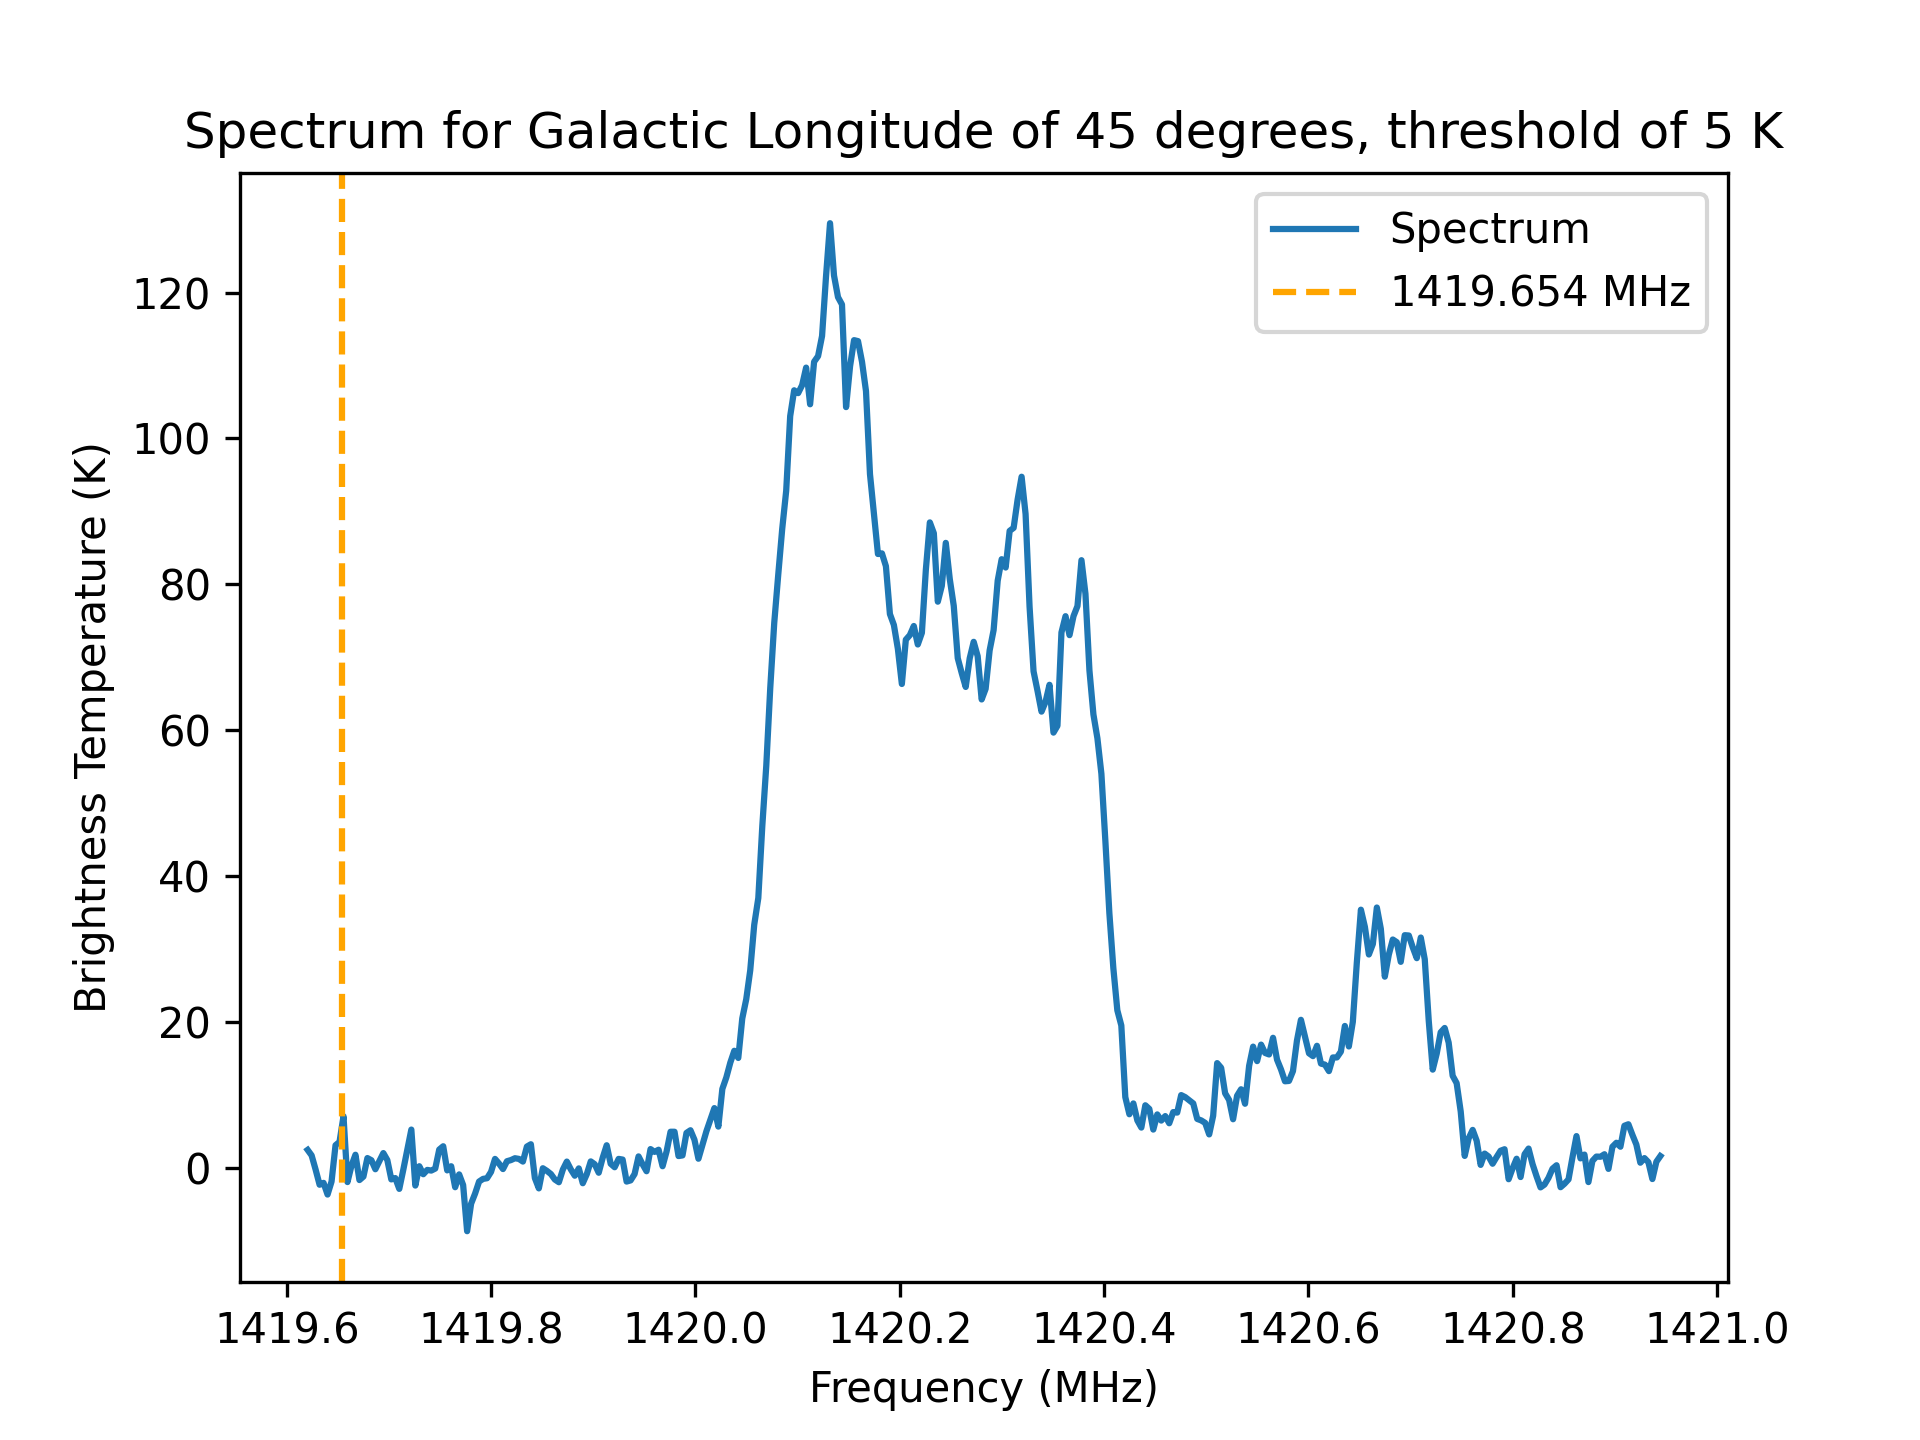 Spectrum for Galactic Longitude of 45 degrees, threshold of 5 K
Spectrum
1419.654 MHz
Brightness Temperature (K)
120
100
80
60
40
20
0
1419.6 1419.8 1420.0 1420.2 1420.4 1420.6 1420.8 1421.0
Frequency (MHz)